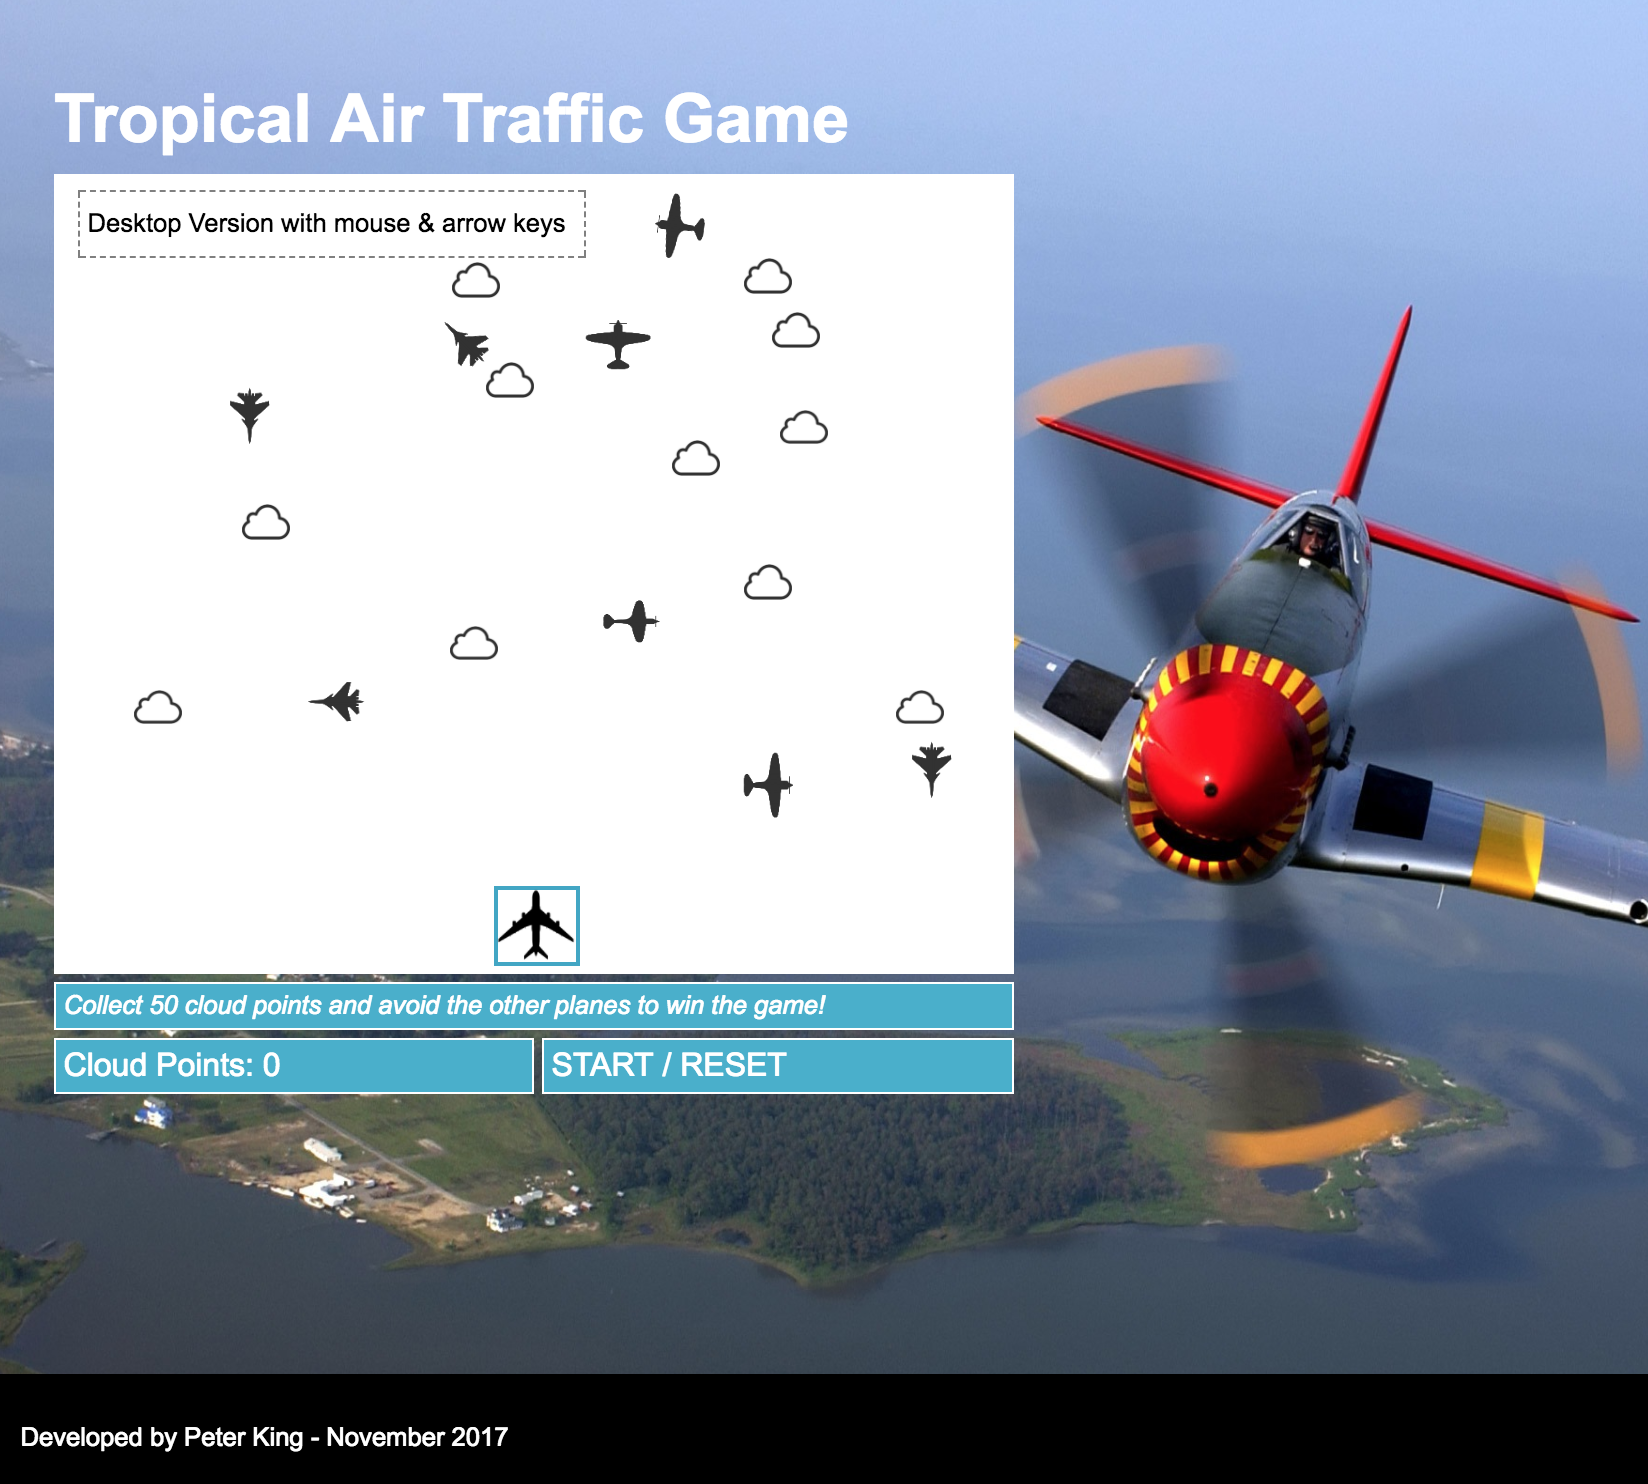 Tropical Air Traffic Game
Desktop Version with mouse & arrow keys
Collect 50 cloud points and avoid the other planes to win the game!
Cloud Points: 0
START / RESET
Developed by Peter King - November 2017